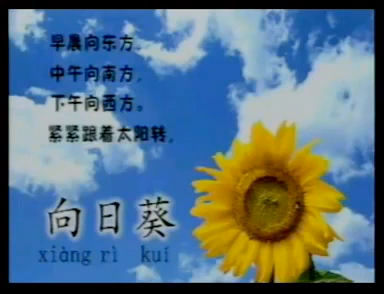 早晨向东方，
中午向南方，
下午向西方。
紧紧跟着太阳转，
向日葵
xiàng rì kuí